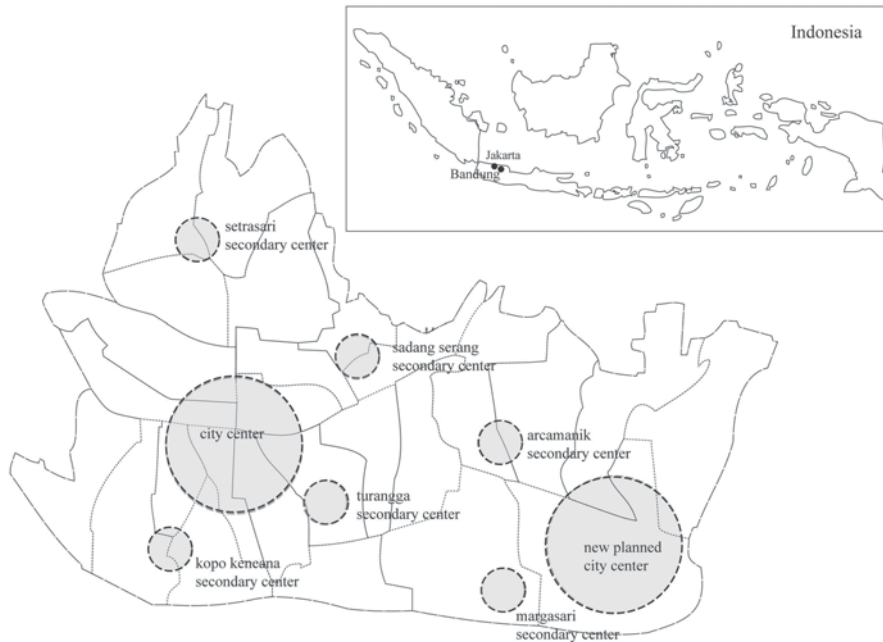 Indonesia
Jakarta
Bandung
setrasari
secondary center
sadang serang
secondary center
city center
arcamanik
secondary center
turangga
secondary center
new planned
city center
kopo kencana
secondary center
margasari
secondary center